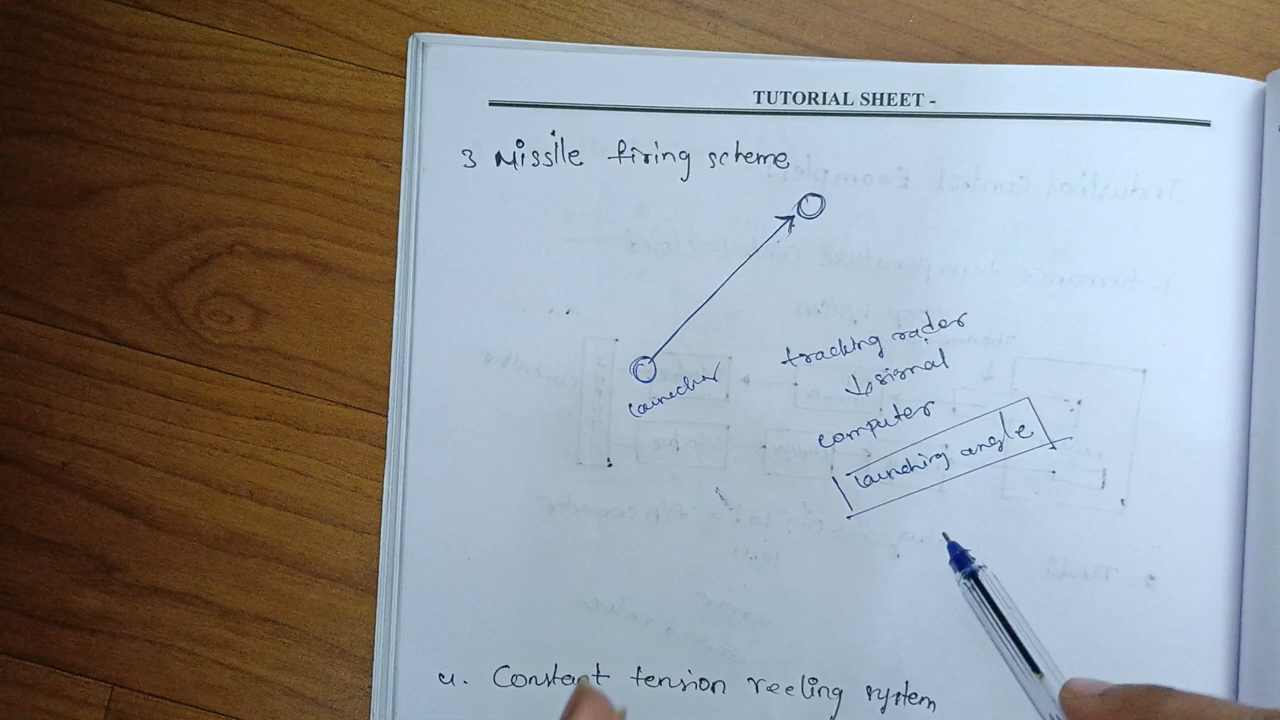 TUTORIAL SHEET -
3 Missile firing scheme
launcher
tracking radar
signal
computer
launching angle
4. Constant tension reeling system